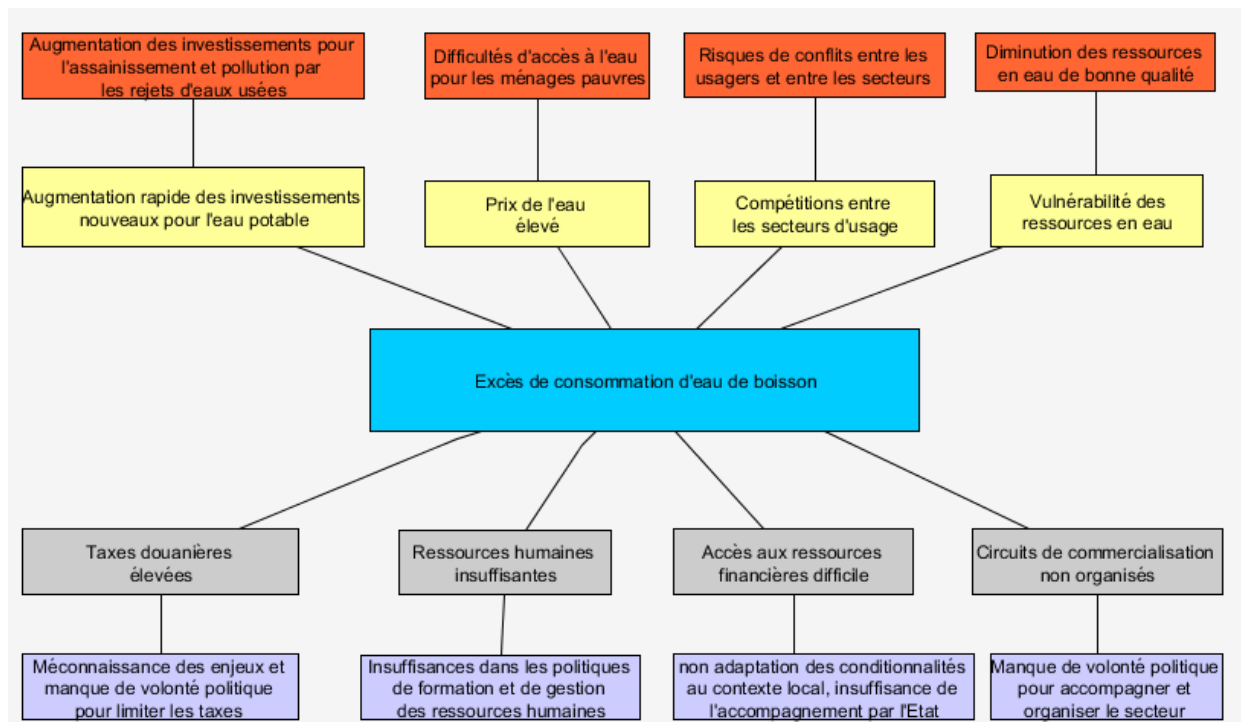 Augmentation des investissements pour
l'assainissement et pollution par
les rejets d'eaux usées
Difficultés d'accès à l'eau
pour les ménages pauvres
Risques de conflits entre les
usagers et entre les secteurs
Diminution des ressources
en eau de bonne qualité
Augmentation rapide des investissements
nouveaux pour l'eau potable
Prix de l'eau
élevé
Compétitions entre
les secteurs d'usage
Vulnérabilité des
ressources en eau
Excès de consommation d'eau de boisson
Taxes douanières
élevées
Ressources humaines
insuffisantes
Accès aux ressources
financières difficile
Circuits de commercialisation
non organisés
Méconnaissance des enjeux et
manque de volonté politique
pour limiter les taxes
Insuffisances dans les politiques
de formation et de gestion
des ressources humaines
non adaptation des conditionnalités
au contexte local, insuffisance de
l'accompagnement par l'Etat
Manque de volonté politique
pour accompagner et
organiser le secteur